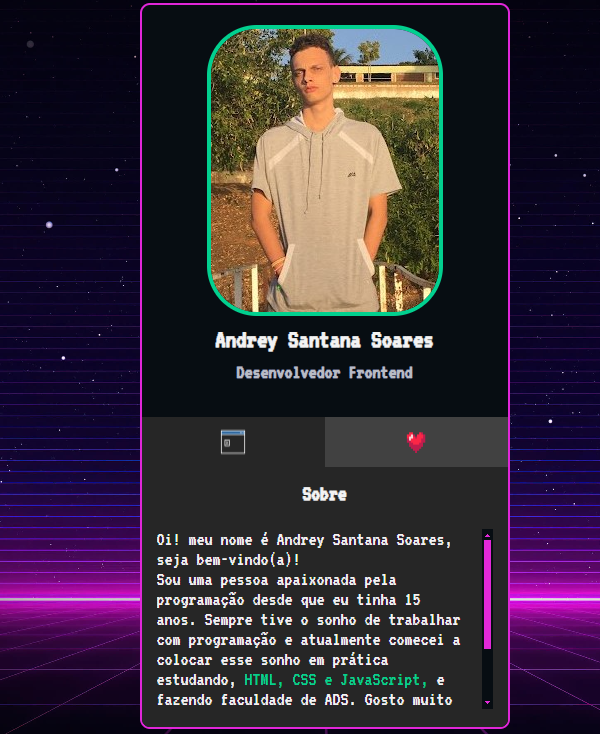 Andrey Santana Soares
Desenvolvedor Frontend
Sobre
Oi! meu nome é Andrey Santana Soares,
seja bem-vindo(a)!
Sou uma pessoa apaixonada pela
programação desde que eu tinha 15
anos. Sempre tive o sonho de trabalhar
com programação e atualmente comecei a
colocar esse sonho em prática
estudando, HTML, CSS e JavaScript, e
fazendo faculdade de ADS. Gosto muito